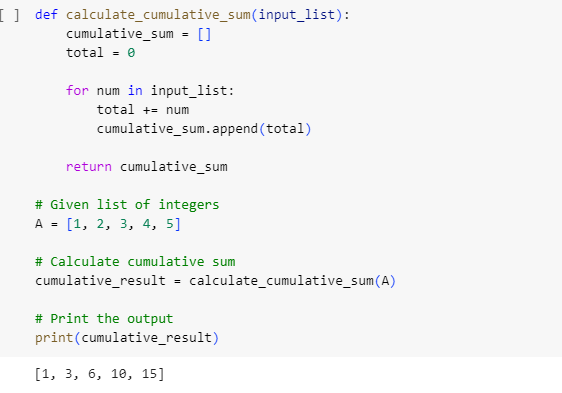 [ ] def calculate_cumulative_sum(input_list):
    cumulative_sum = []
    total = 0

    for num in input_list:
        total += num
        cumulative_sum.append(total)

    return cumulative_sum

# Given list of integers
A = [1, 2, 3, 4, 5]

# Calculate cumulative sum
cumulative_result = calculate_cumulative_sum(A)

# Print the output
print(cumulative_result)

[1, 3, 6, 10, 15]